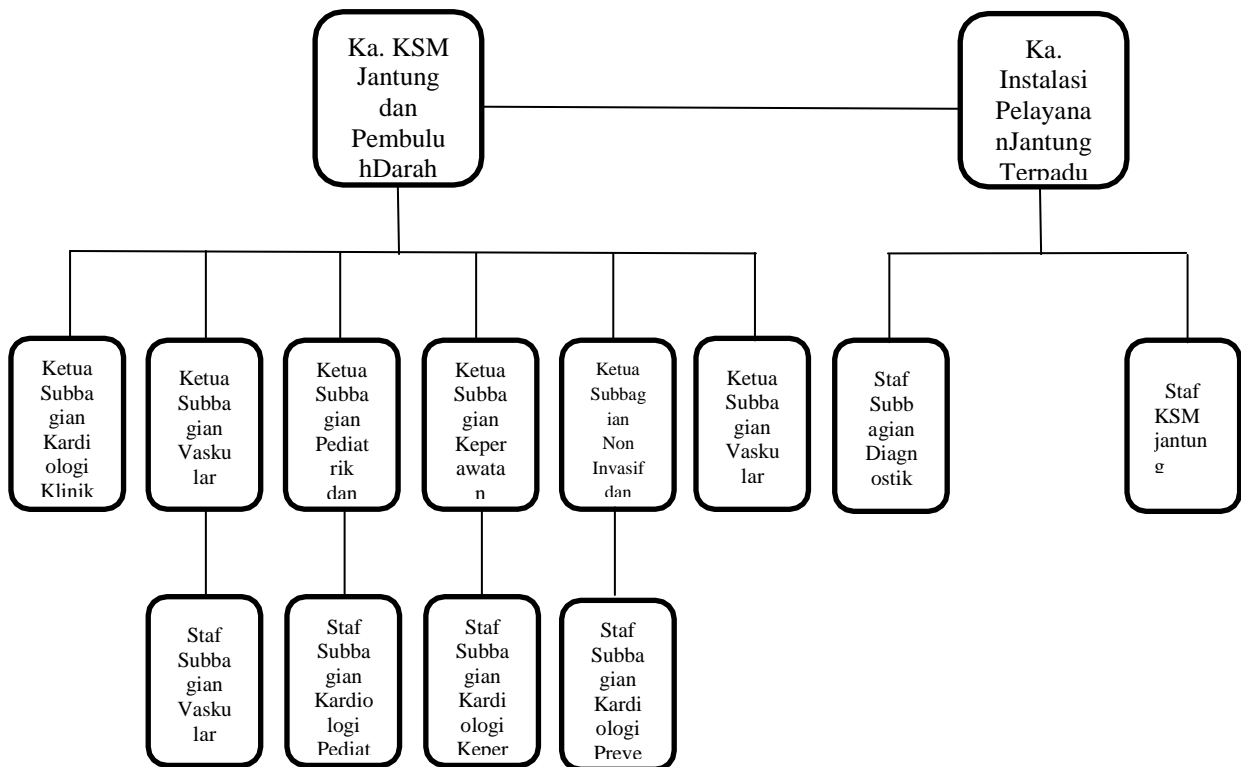 Ka. KSM
Jantung
dan
Pembulu
hDarah
Ka.
Instalasi
Pelayana
nJantung
Terpadu
Ketua
Subba
gian
Kardi
ologi
Klinik
Ketua
Subba
gian
Vasku
lar
Ketua
Subba
gian
Pediat
rik
dan
Ketua
Subba
gian
Keper
awata
n
Ketua
Subbag
ian
Non
Invasif
dan
Ketua
Subba
gian
Vasku
lar
Staf
Subb
agian
Diagn
ostik
Staf
KSM
jantun
g
Staf
Subba
gian
Vasku
lar
Staf
Subba
gian
Kardio
logi
Pediat
Staf
Subba
gian
Kardi
ologi
Keper
Staf
Subba
gian
Kardi
ologi
Preve